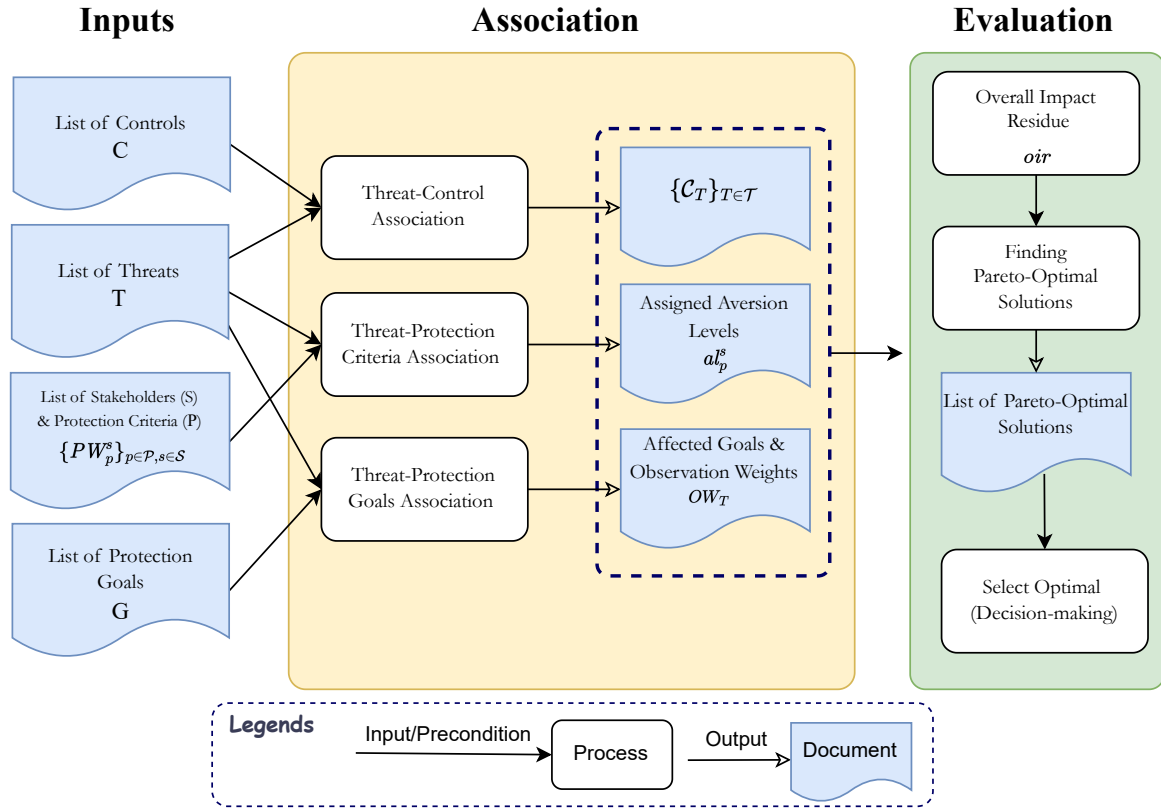 Inputs
Association
Evaluation
List of Controls
C
List of Threats
T
List of Stakeholders (S)
& Protection Criteria (P)
{PW_p^s}_{p∈𝒫,s∈𝒮}
List of Protection
Goals
G
Threat-Control
Association
Threat-Protection
Criteria Association
Threat-Protection
Goals Association
{𝒞_T}_{T∈𝒯}
Assigned Aversion
Levels
al_p^s
Affected Goals &
Observation Weights
OW_T
Overall Impact
Residue
oir
Finding
Pareto-Optimal
Solutions
List of Pareto-Optimal
Solutions
Select Optimal
(Decision-making)
Legends
Input/Precondition
Process
Output
Document